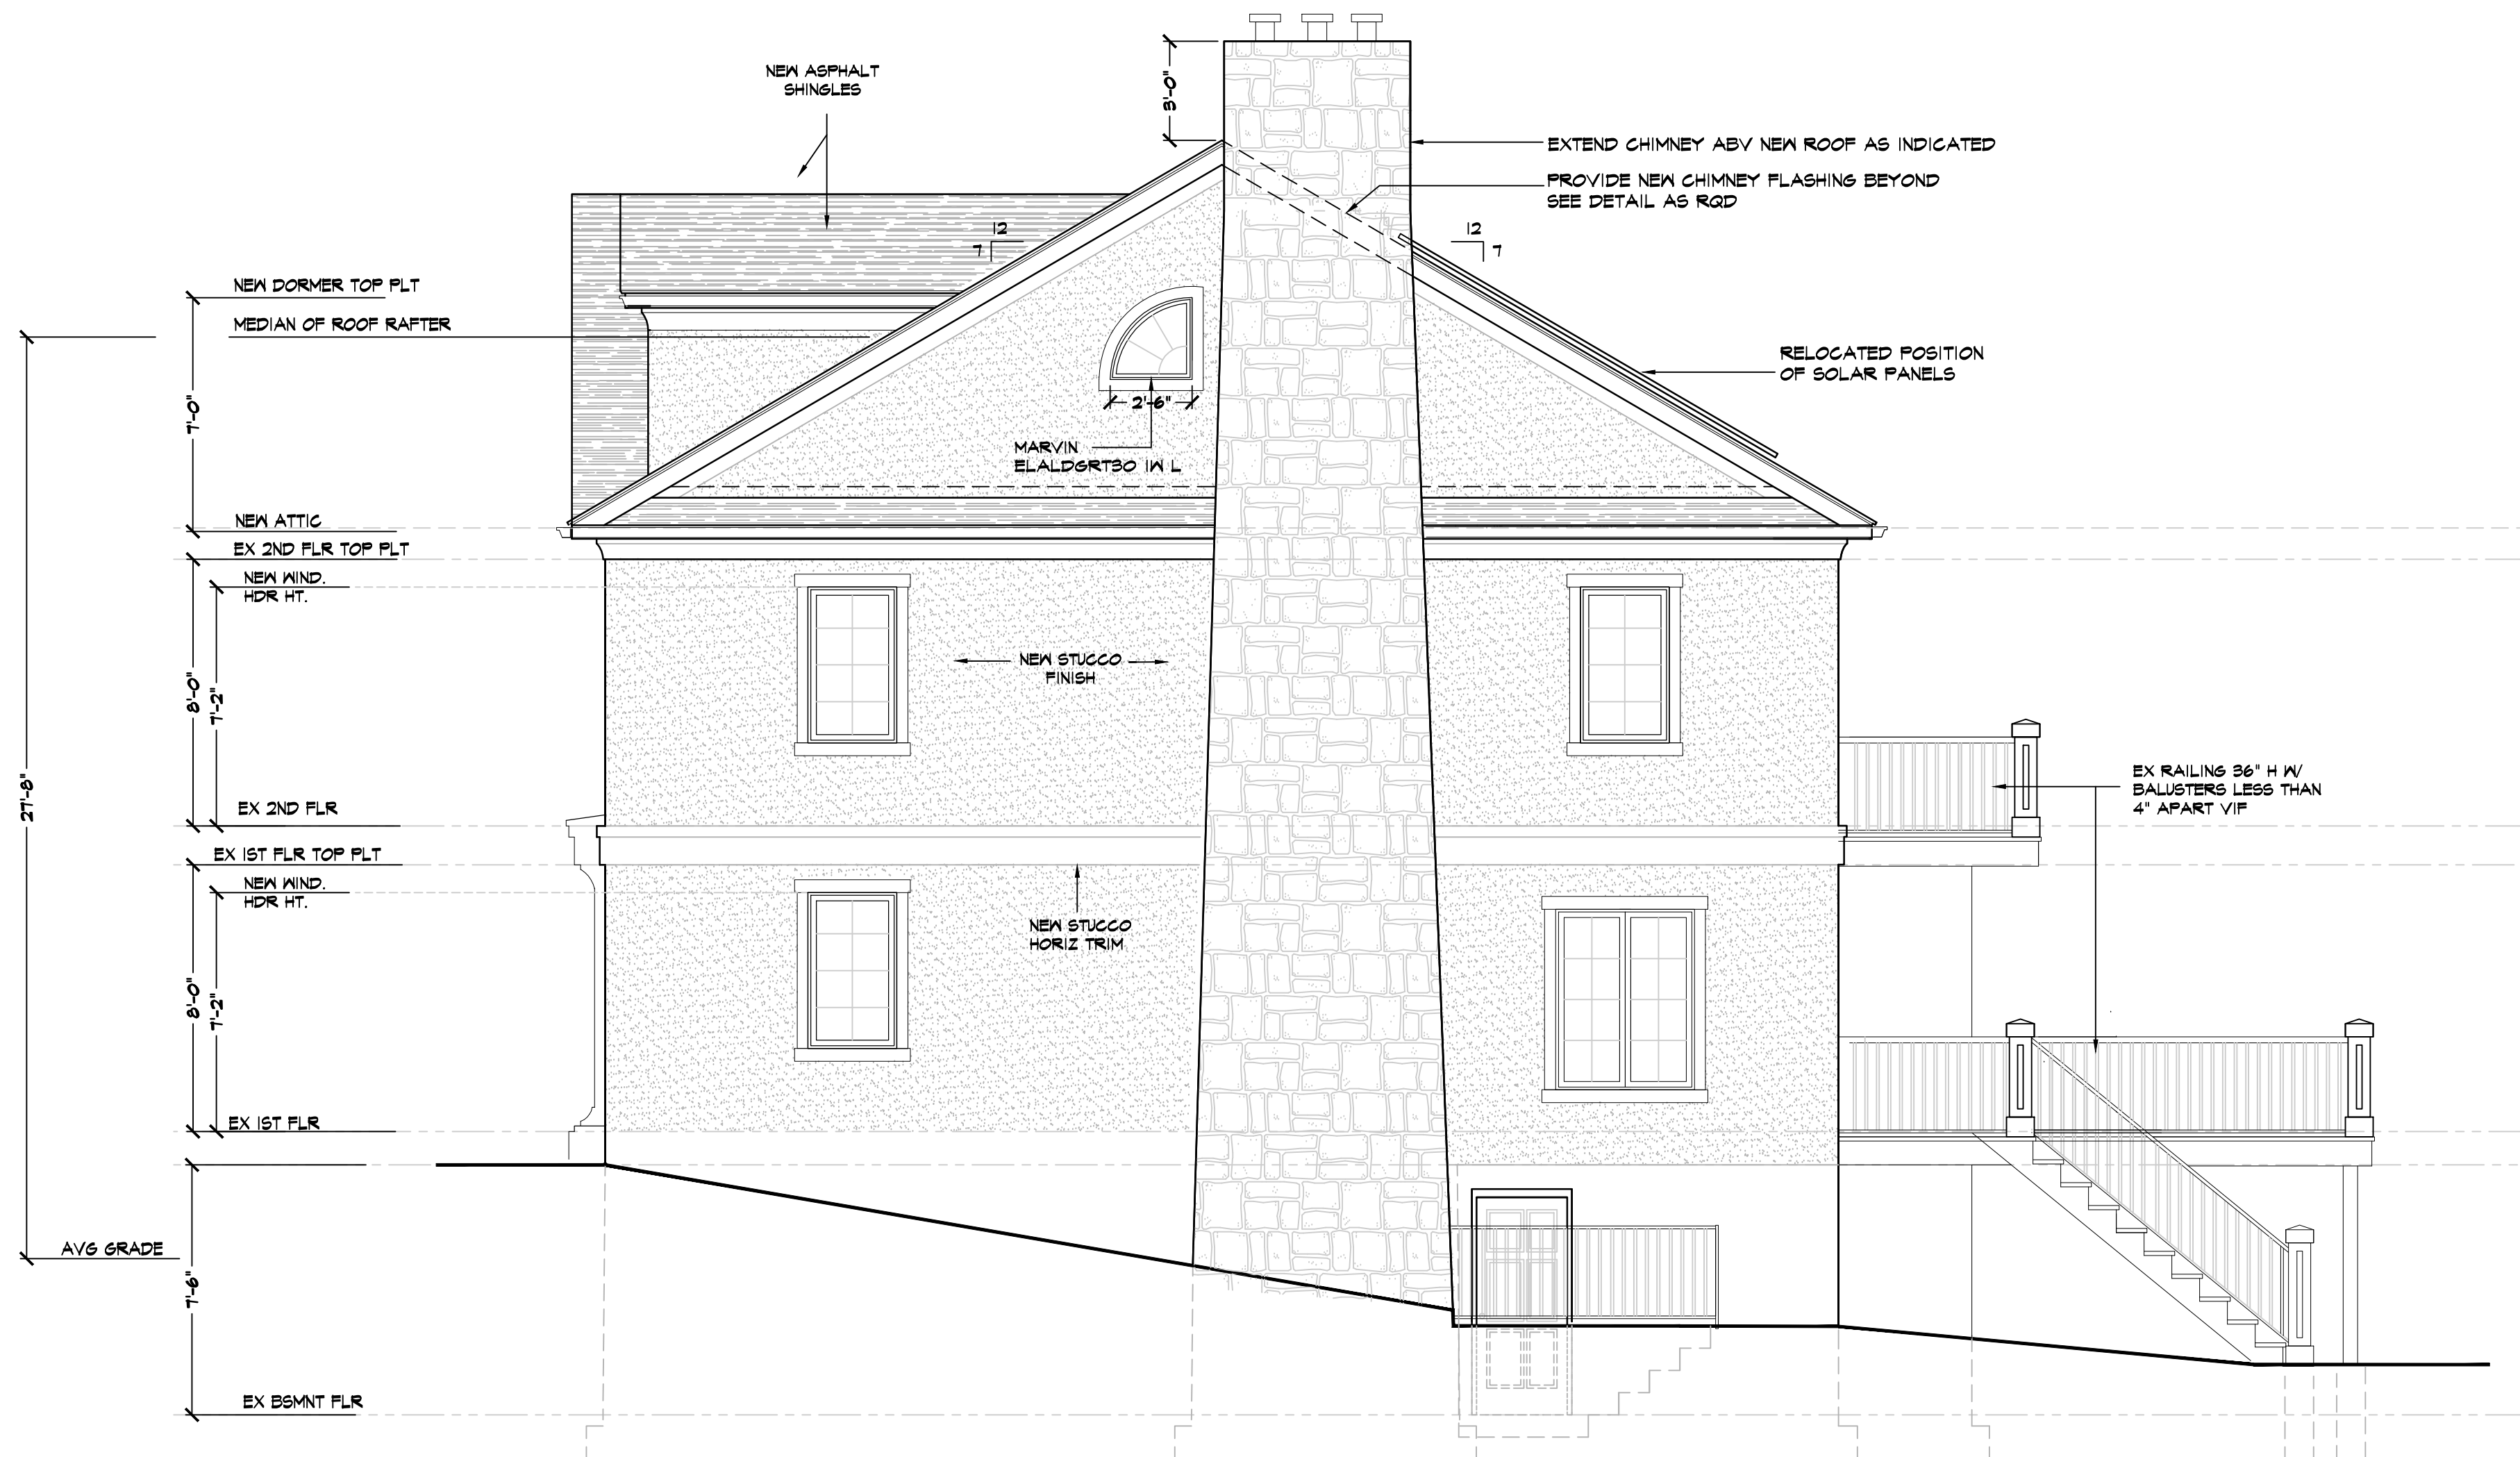 NEW ASPHALT
SHINGLES
3'-0"
EXTEND CHIMNEY ABV NEW ROOF AS INDICATED
PROVIDE NEW CHIMNEY FLASHING BEYOND
SEE DETAIL AS RQD
12
7
12
7
NEW DORMER TOP PLT
MEDIAN OF ROOF RAFTER
RELOCATED POSITION
OF SOLAR PANELS
7'-0"
2'-6"
MARVIN
ELALDGRT30 1W L
NEW ATTIC
EX 2ND FLR TOP PLT
NEW WIND.
HDR HT.
NEW STUCCO
FINISH
8'-0"
7'-2"
27'-8"
EX RAILING 36" H W/
BALUSTERS LESS THAN
4" APART VIF
EX 2ND FLR
EX 1ST FLR TOP PLT
NEW WIND.
HDR HT.
NEW STUCCO
HORIZ TRIM
8'-0"
7'-2"
EX 1ST FLR
AVG GRADE
7'-6"
EX BSMNT FLR